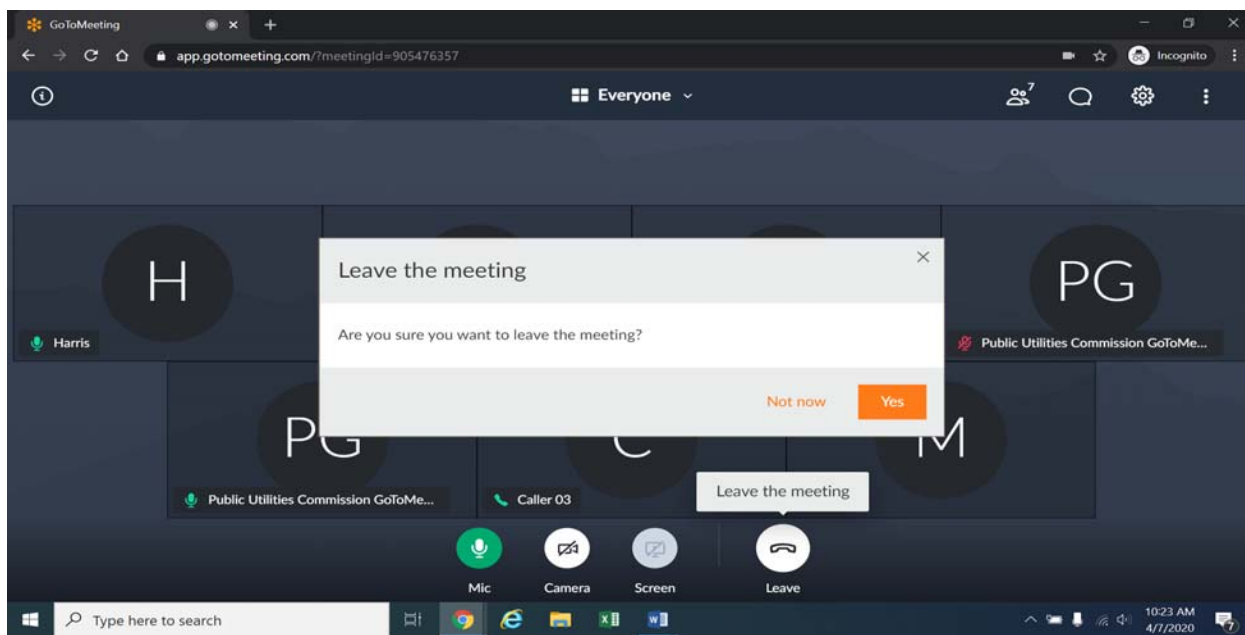 GoToMeeting
app.gotomeeting.com/?meetingId=905476357
Incognito
Everyone
7
H
PG
Harris
Public Utilities Commission GoToMe...
Leave the meeting
Are you sure you want to leave the meeting?
Not now
Yes
PG
C
M
Public Utilities Commission GoToMe...
Caller 03
Leave the meeting
Mic
Camera
Screen
Leave
Type here to search
10:23 AM
4/7/2020
7